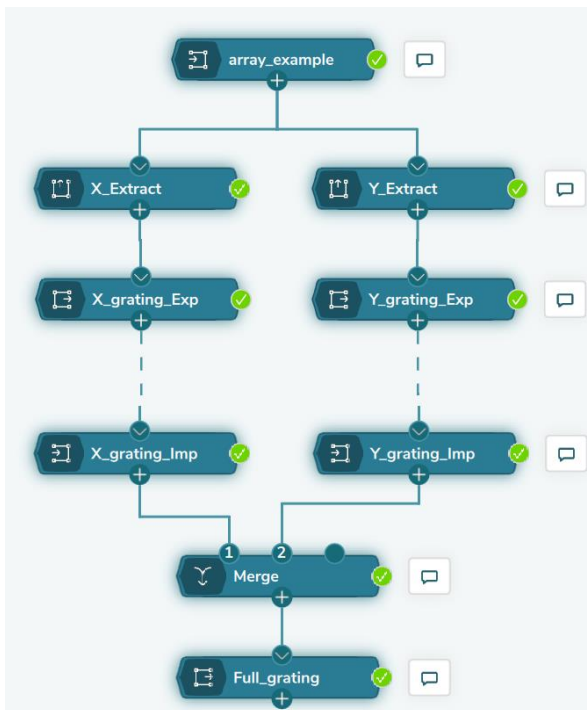 array_example
X_Extract
Y_Extract
X_grating_Exp
Y_grating_Exp
X_grating_Imp
Y_grating_Imp
1
2
Merge
Full_grating